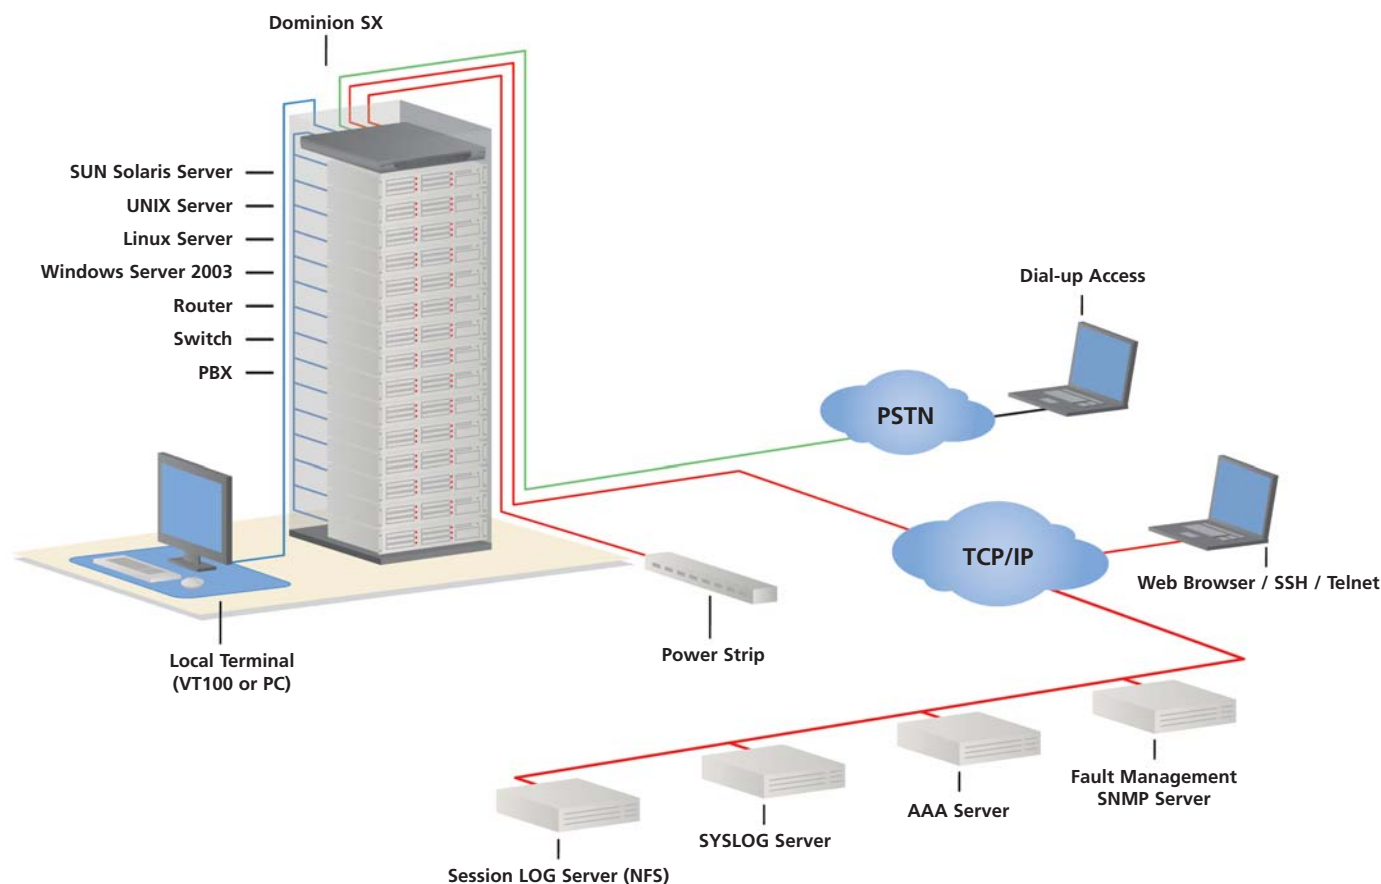 Dominion SX
SUN Solaris Server
UNIX Server
Linux Server
Windows Server 2003
Router
Switch
PBX
Dial-up Access
PSTN
TCP/IP
Web Browser / SSH / Telnet
Local Terminal
(VT100 or PC)
Power Strip
Fault Management
SNMP Server
AAA Server
SYSLOG Server
Session LOG Server (NFS)